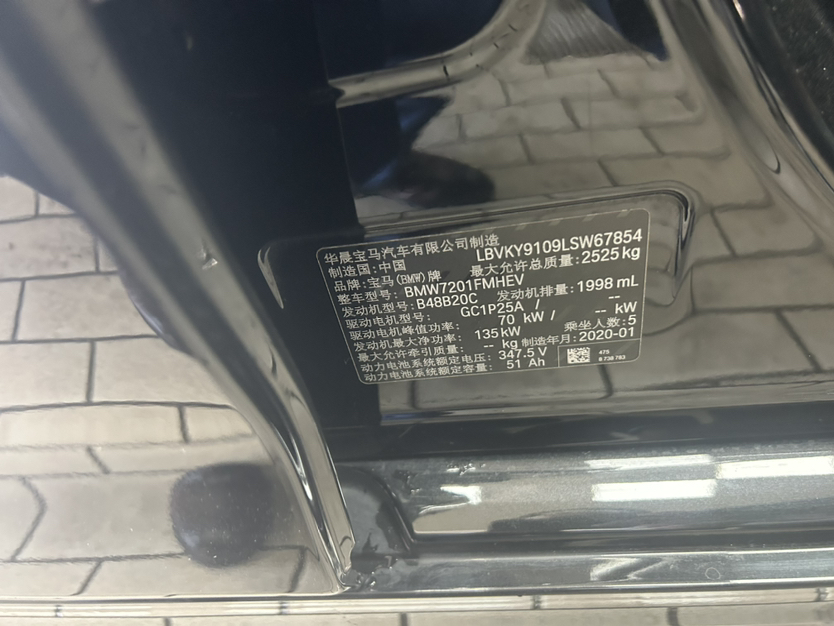 华晨宝马汽车有限公司制造
制造国:中国 LBVKY9109LSW67854
品牌:宝马(BMW)牌 最大允许总质量:2525 kg
整车型号: BMW7201FMHEV
发动机型号: B48B20C 发动机排量: 1998 mL
驱动电机型号: GC1P25A / --
驱动电机峰值功率: 70 kW / -- kW
发动机最大净功率: 135 kW 乘坐人数: 5
最大允许牵引质量: -- kg 制造年月: 2020-01
动力电池系统额定电压: 347.5 V
动力电池系统额定容量: 51 Ah
475
8 738 783